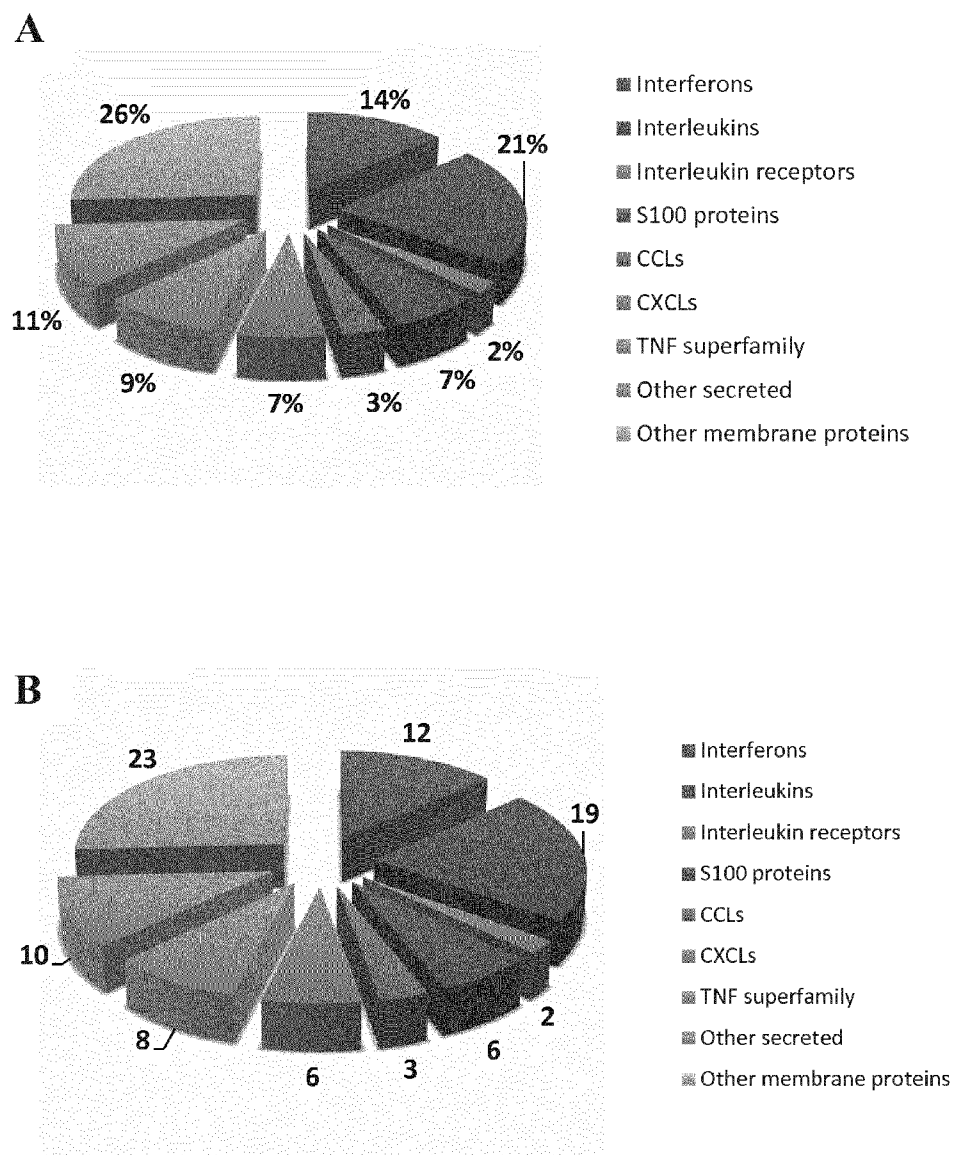 A
26%
14%
21%
11%
9%
7%
3%
7%
2%
Interferons
Interleukins
Interleukin receptors
S100 proteins
CCLs
CXCLs
TNF superfamily
Other secreted
Other membrane proteins
B
23
12
19
10
8
6
3
6
2
Interferons
Interleukins
Interleukin receptors
S100 proteins
CCLs
CXCLs
TNF superfamily
Other secreted
Other membrane proteins